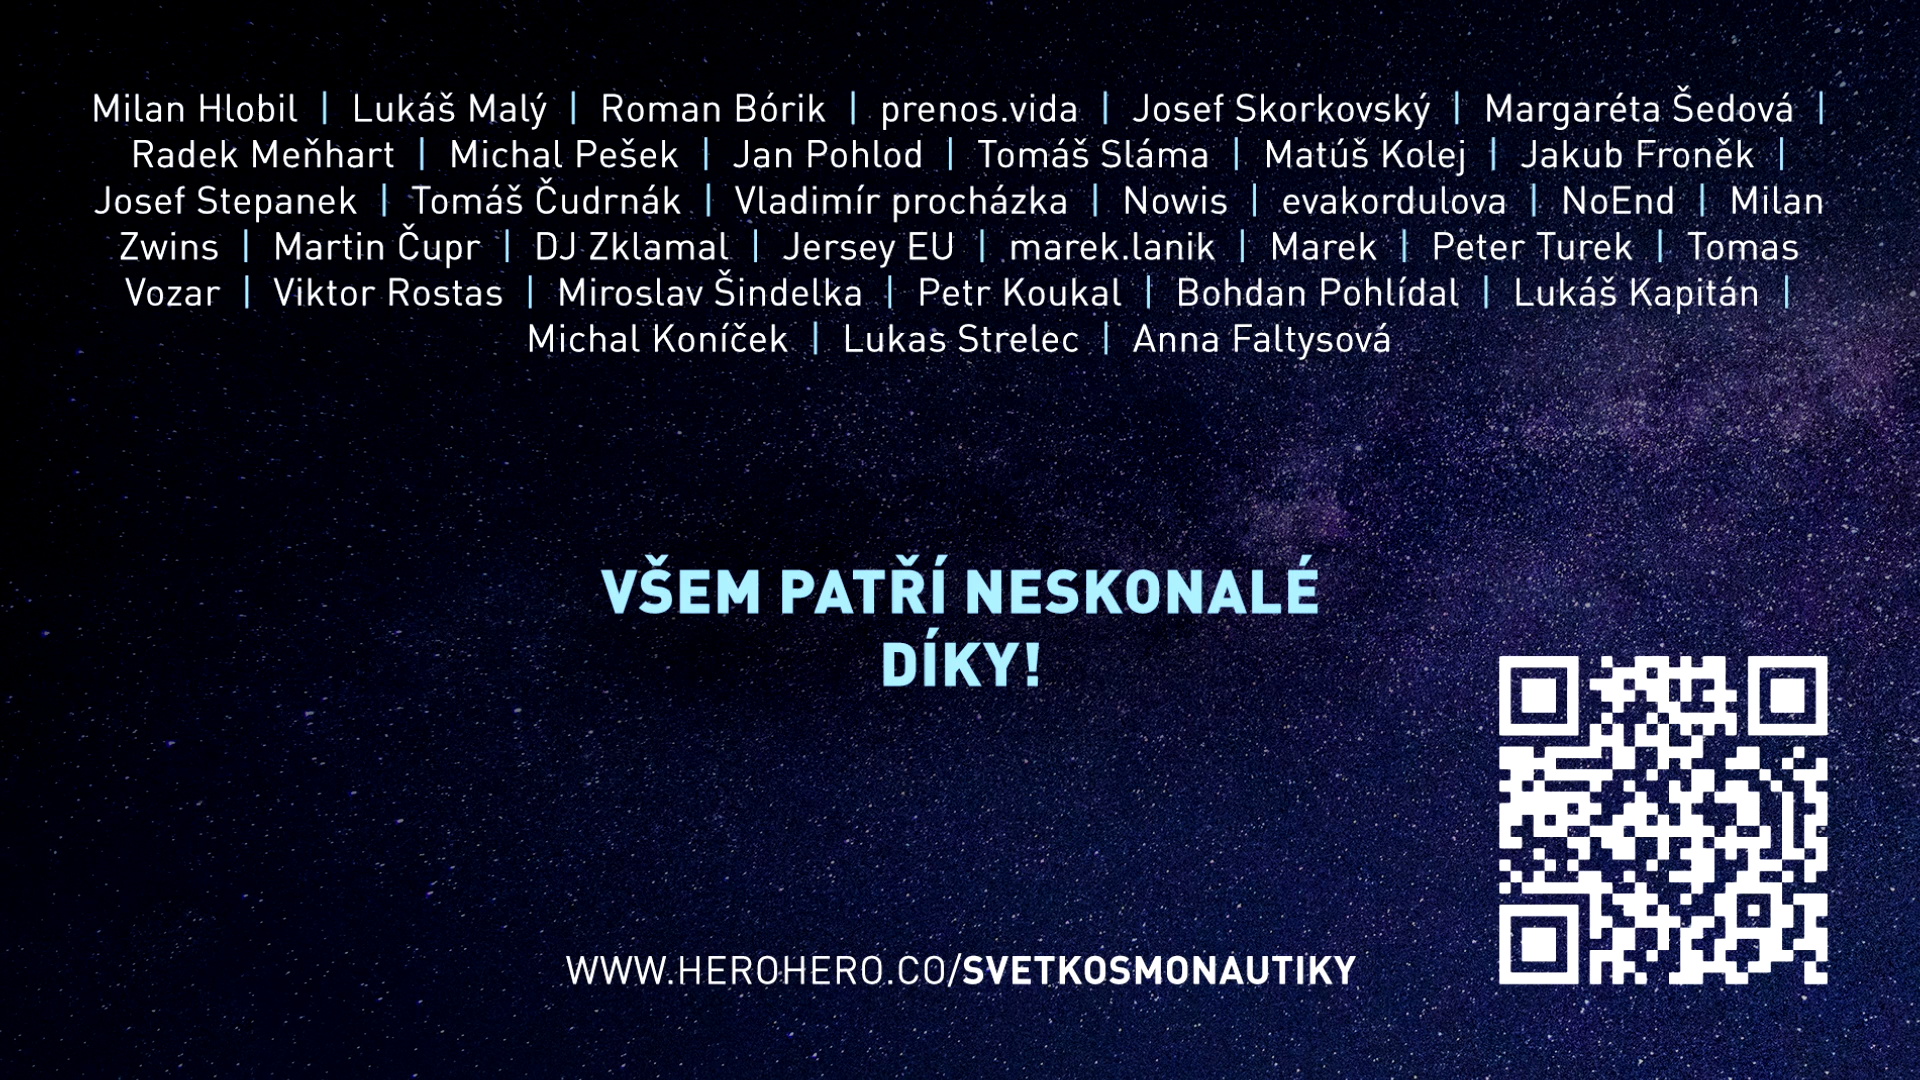 Milan Hlobil | Lukáš Malý | Roman Bórik | prenos.vida | Josef Skorkovský | Margaréta Šedová |
Radek Meňhart | Michal Pešek | Jan Pohlod | Tomáš Sláma | Matúš Kolej | Jakub Froněk |
Josef Stepanek | Tomáš Čudrnák | Vladimír procházka | Nowis | evakordulova | NoEnd | Milan
Zwins | Martin Čupr | DJ Zklamal | Jersey EU | marek.lanik | Marek | Peter Turek | Tomas
Vozar | Viktor Rostas | Miroslav Šindelka | Petr Koukal | Bohdan Pohlídal | Lukáš Kapitán |
Michal Koníček | Lukas Strelec | Anna Faltysová
VŠEM PATŘÍ NESKONALÉ
DÍKY!
WWW.HEROHERO.CO/SVETKOSMONAUTIKY